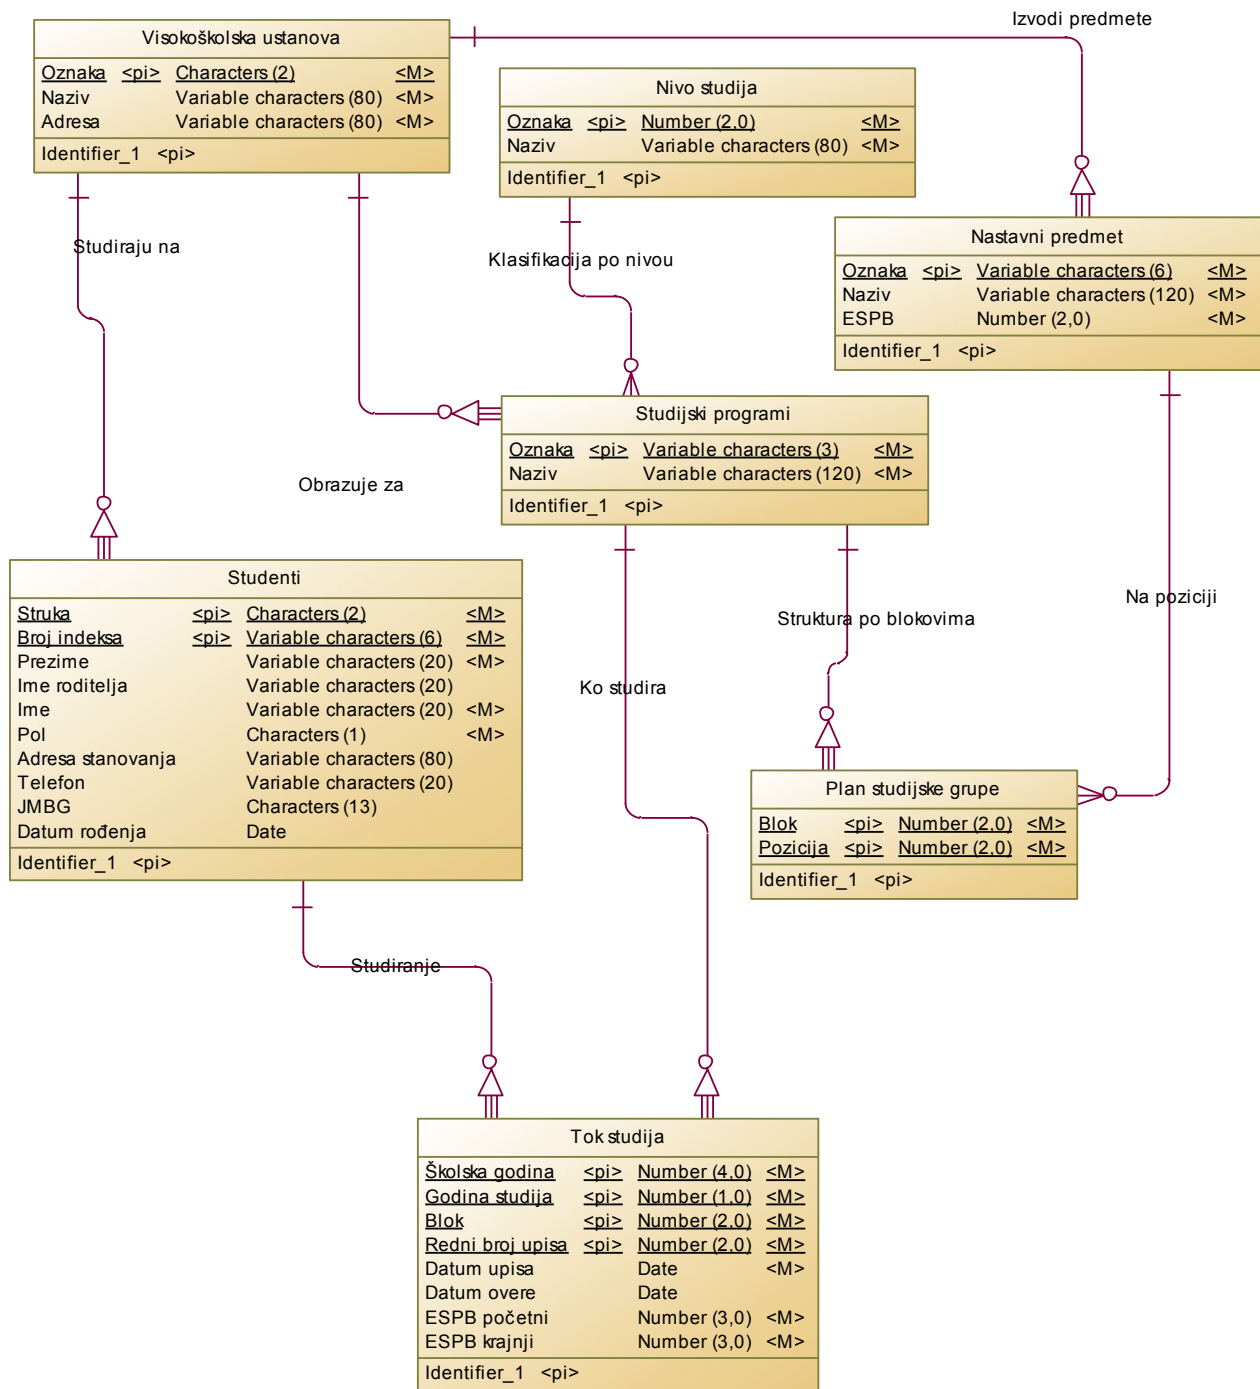 Izvodi predmete
Visokoškolska ustanova
Oznaka <pi> Characters (2) <M>
Naziv Variable characters (80) <M>
Adresa Variable characters (80) <M>
Identifier_1 <pi>
Nivo studija
Oznaka <pi> Number (2,0) <M>
Naziv Variable characters (80) <M>
Identifier_1 <pi>
Studiraju na
Klasifikacija po nivou
Nastavni predmet
Oznaka <pi> Variable characters (6) <M>
Naziv Variable characters (120) <M>
ESPB Number (2,0) <M>
Identifier_1 <pi>
Studijski programi
Oznaka <pi> Variable characters (3) <M>
Naziv Variable characters (120) <M>
Identifier_1 <pi>
Obrazuje za
Studenti
Struka <pi> Characters (2) <M>
Broj indeksa <pi> Variable characters (6) <M>
Prezime Variable characters (20) <M>
Ime roditelja Variable characters (20)
Ime Variable characters (20) <M>
Pol Characters (1) <M>
Adresa stanovanja Variable characters (80)
Telefon Variable characters (20)
JMBG Characters (13)
Datum rođenja Date
Identifier_1 <pi>
Na poziciji
Struktura po blokovima
Ko studira
Plan studijske grupe
Blok <pi> Number (2,0) <M>
Pozicija <pi> Number (2,0) <M>
Identifier_1 <pi>
Studiranje
Tok studija
Školska godina <pi> Number (4,0) <M>
Godina studija <pi> Number (1,0) <M>
Blok <pi> Number (2,0) <M>
Redni broj upisa <pi> Number (2,0) <M>
Datum upisa Date <M>
Datum overe Date
ESPB početni Number (3,0) <M>
ESPB krajnji Number (3,0) <M>
Identifier_1 <pi>